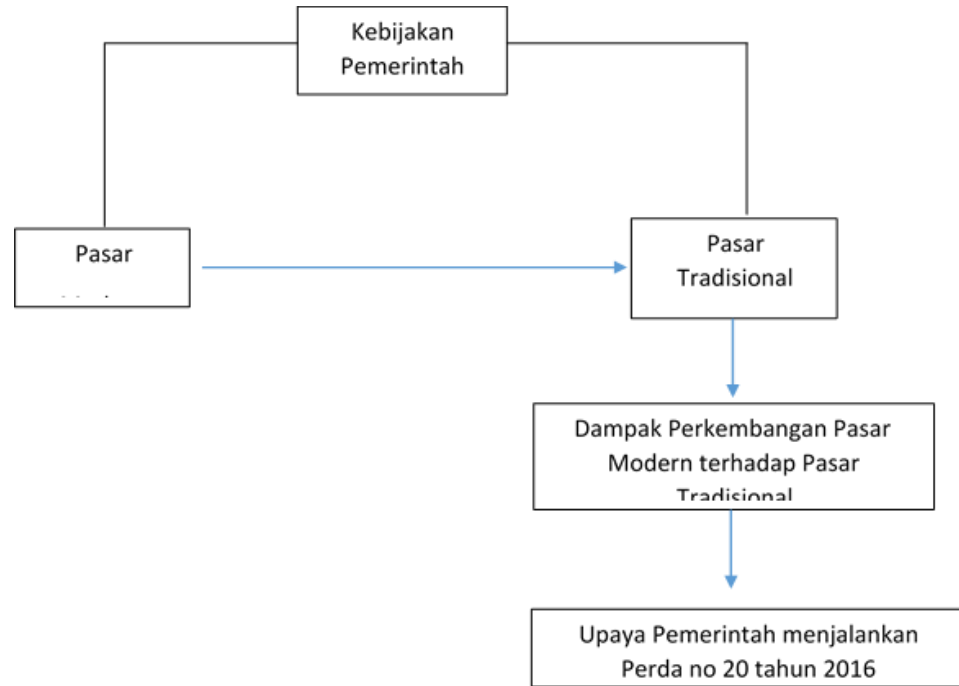 Kebijakan
Pemerintah
Pasar
Pasar
Tradisional
Dampak Perkembangan Pasar
Modern terhadap Pasar
Tradisional
Upaya Pemerintah menjalankan
Perda no 20 tahun 2016